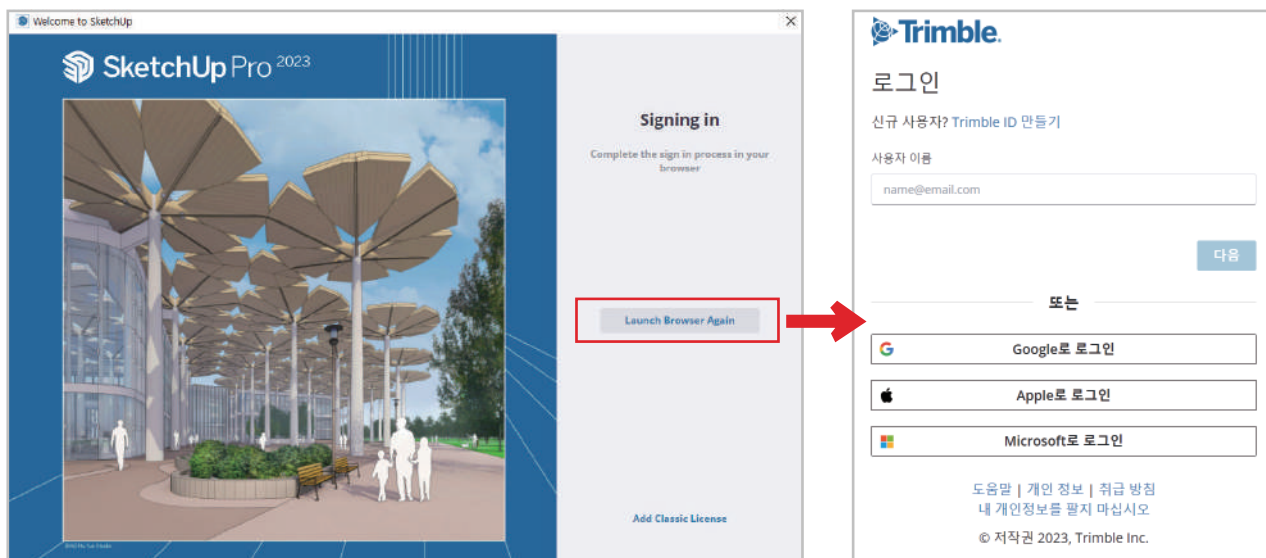 Welcome to SketchUp
SketchUp Pro 2023
Signing in
Complete the sign in process in your
browser
Launch Browser Again
Add Classic License
Trimble.
로그인
신규 사용자? Trimble ID 만들기
사용자 이름
name@email.com
다음
또는
Google로 로그인
Apple로 로그인
Microsoft로 로그인
도움말 | 개인 정보 | 취급 방침
내 개인정보를 팔지 마십시오
© 저작권 2023, Trimble Inc.